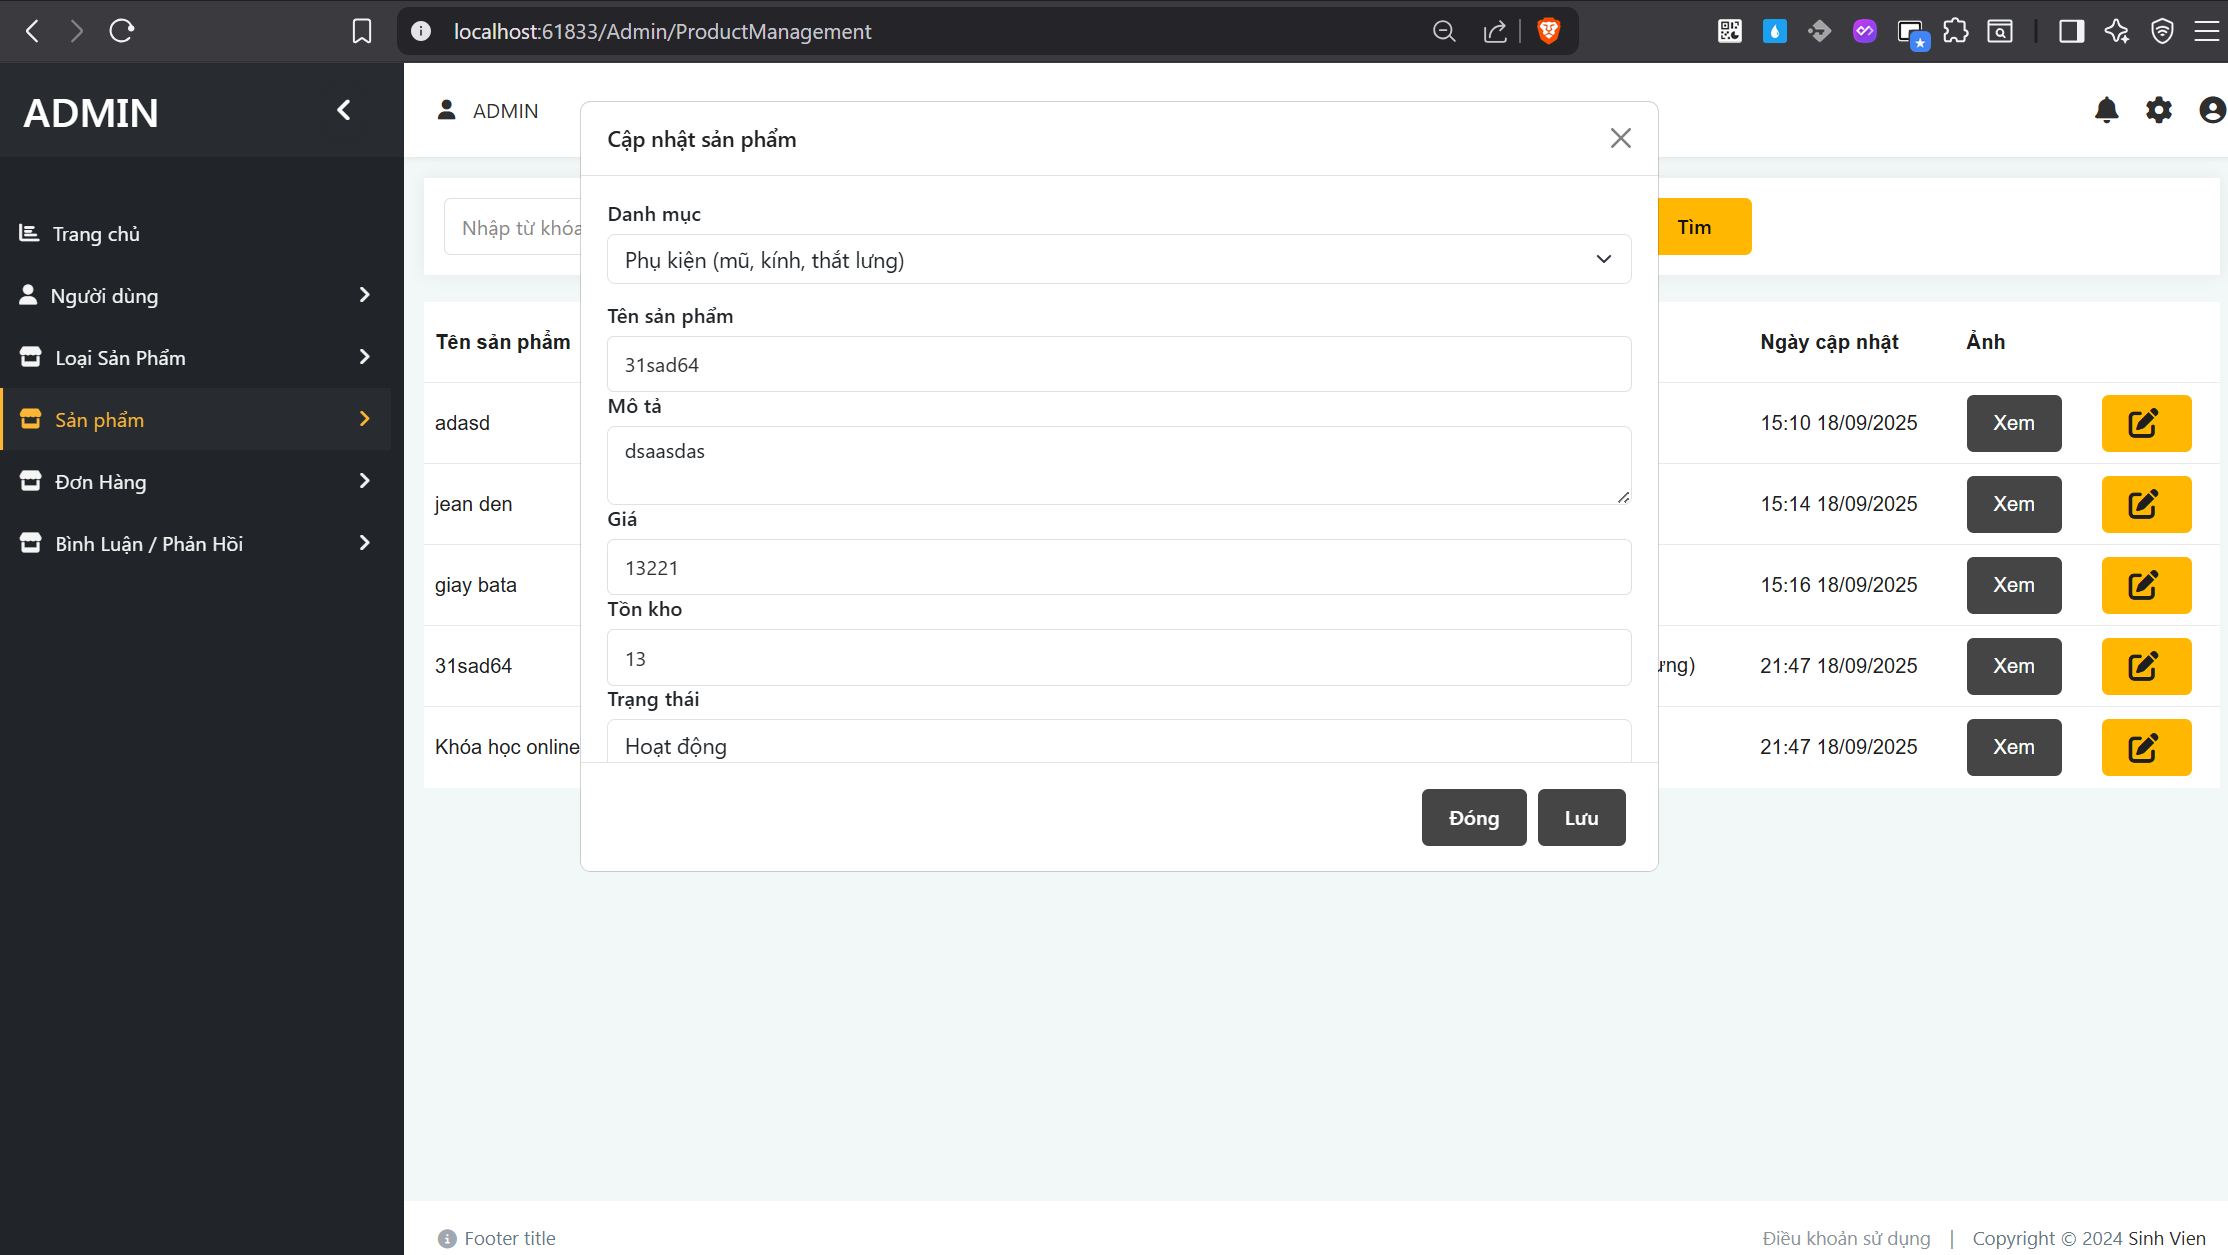 localhost:61833/Admin/ProductManagement
ADMIN
Trang chủ
Người dùng
Loại Sản Phẩm
Sản phẩm
Đơn Hàng
Bình Luận / Phản Hồi
ADMIN
Nhập từ khóa
Tìm
Tên sản phẩm
Ngày cập nhật
Ảnh
adasd
15:10 18/09/2025
Xem
jean den
15:14 18/09/2025
Xem
giay bata
15:16 18/09/2025
Xem
31sad64
ưng)
21:47 18/09/2025
Xem
Khóa học online
21:47 18/09/2025
Xem
Cập nhật sản phẩm
Danh mục
Phụ kiện (mũ, kính, thắt lưng)
Tên sản phẩm
31sad64
Mô tả
dsaasdas
Giá
13221
Tồn kho
13
Trạng thái
Hoạt động
Đóng
Lưu
Footer title
Điều khoản sử dụng | Copyright © 2024 Sinh Vien